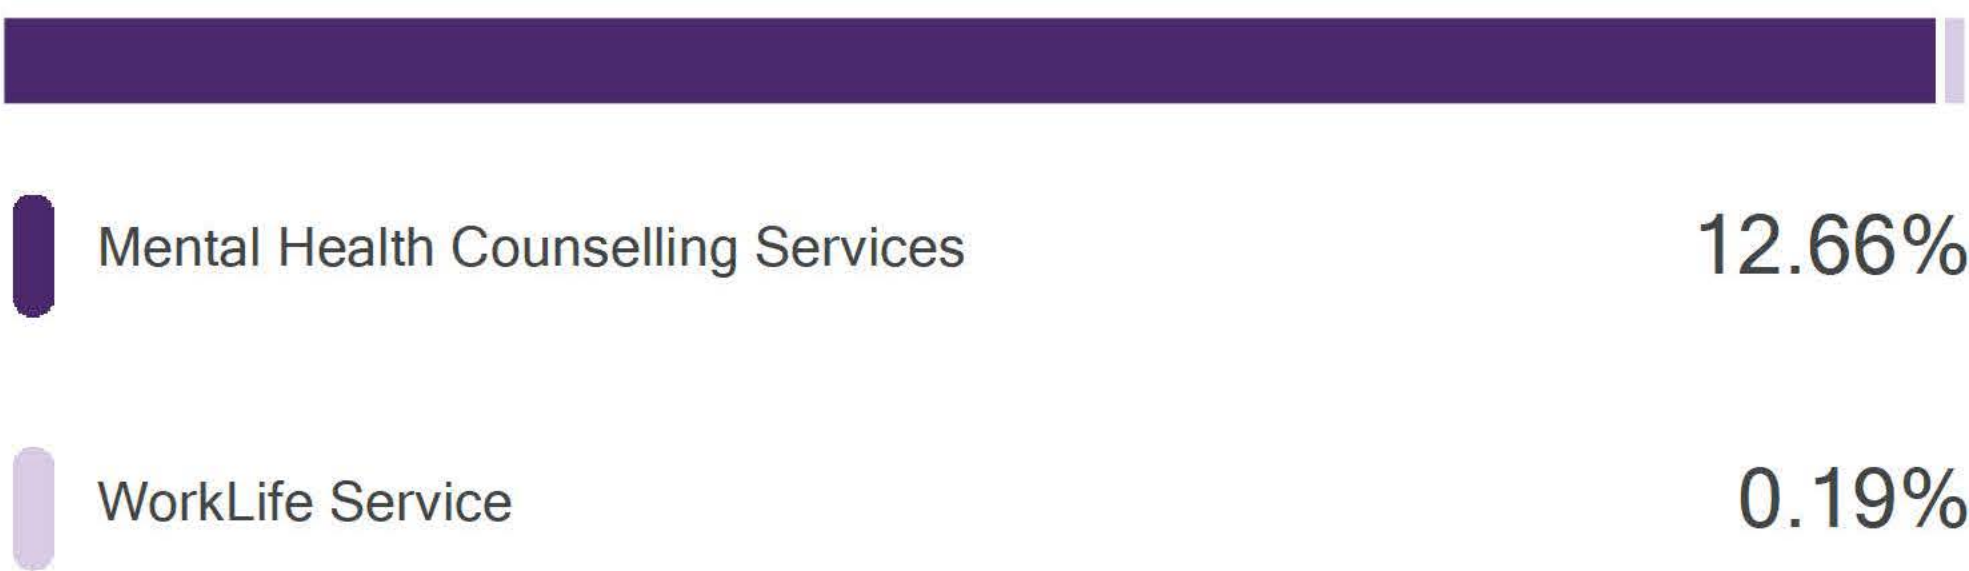 Mental Health Counselling Services 12.66%
WorkLife Service 0.19%